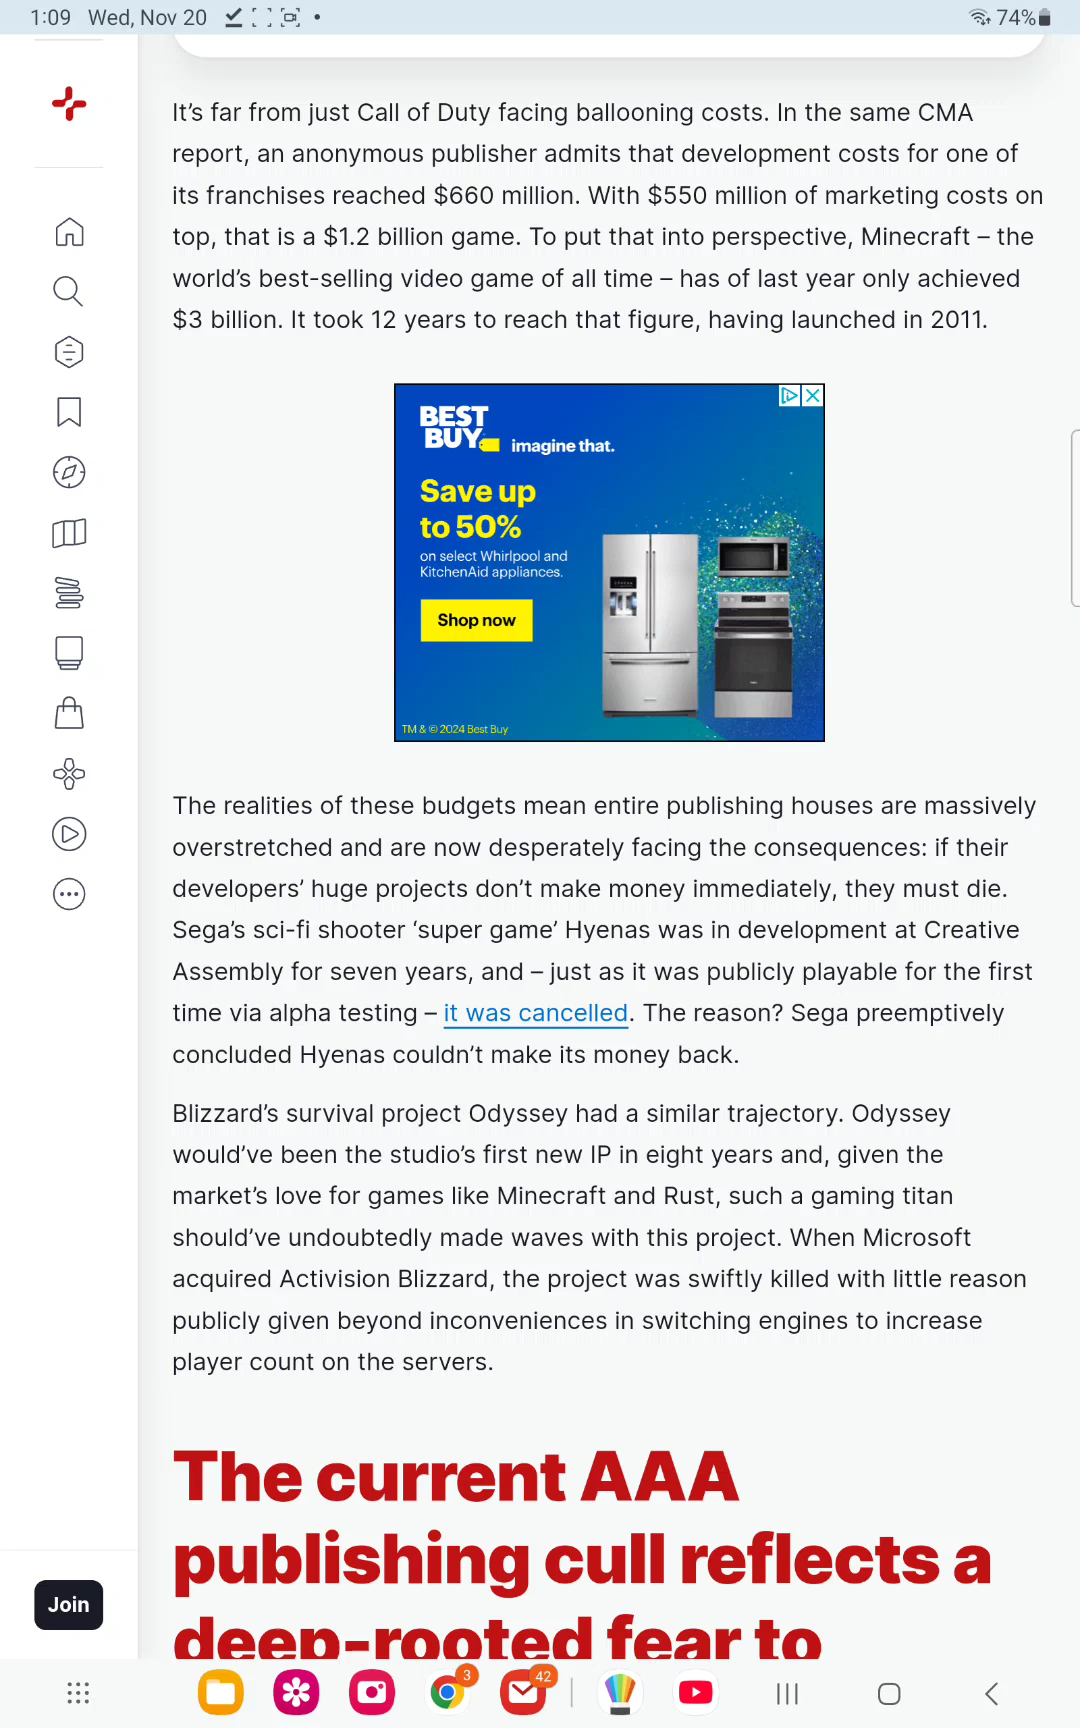 1:09 Wed, Nov 20
74%
It’s far from just Call of Duty facing ballooning costs. In the same CMA
report, an anonymous publisher admits that development costs for one of
its franchises reached $660 million. With $550 million of marketing costs on
top, that is a $1.2 billion game. To put that into perspective, Minecraft – the
world’s best-selling video game of all time – has of last year only achieved
$3 billion. It took 12 years to reach that figure, having launched in 2011.
BEST
BUY
imagine that.
Save up
to 50%
on select Whirlpool and
KitchenAid appliances.
Shop now
TM & © 2024 Best Buy
The realities of these budgets mean entire publishing houses are massively
overstretched and are now desperately facing the consequences: if their
developers’ huge projects don’t make money immediately, they must die.
Sega’s sci-fi shooter ‘super game’ Hyenas was in development at Creative
Assembly for seven years, and – just as it was publicly playable for the first
time via alpha testing – it was cancelled. The reason? Sega preemptively
concluded Hyenas couldn’t make its money back.
Blizzard’s survival project Odyssey had a similar trajectory. Odyssey
would’ve been the studio’s first new IP in eight years and, given the
market’s love for games like Minecraft and Rust, such a gaming titan
should’ve undoubtedly made waves with this project. When Microsoft
acquired Activision Blizzard, the project was swiftly killed with little reason
publicly given beyond inconveniences in switching engines to increase
player count on the servers.
The current AAA
publishing cull reflects a
deep-rooted fear to
Join
3
42